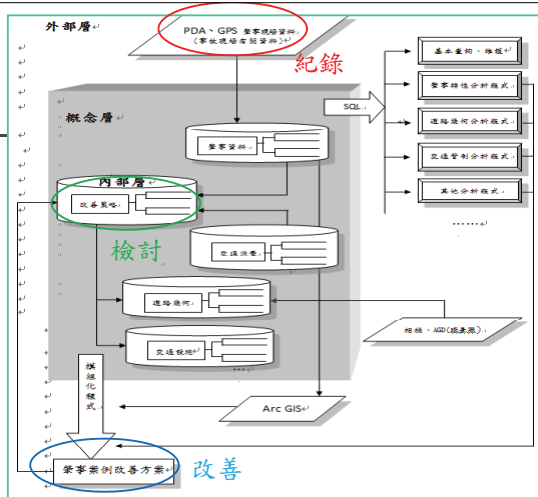 外部層
PDA、GPS 肇事現場資料
(事故現場有關資料)
紀錄
SQL
基本查詢、維護
肇事特性分析程式
道路幾何分析程式
交通管制分析程式
其他分析程式
……
概念層
肇事資料
內部層
改善策略
檢討
交通流量
道路幾何
交通設施
…
相機、AGD(疏失限)
模組化程式
Arc GIS
肇事案例改善方案
改善